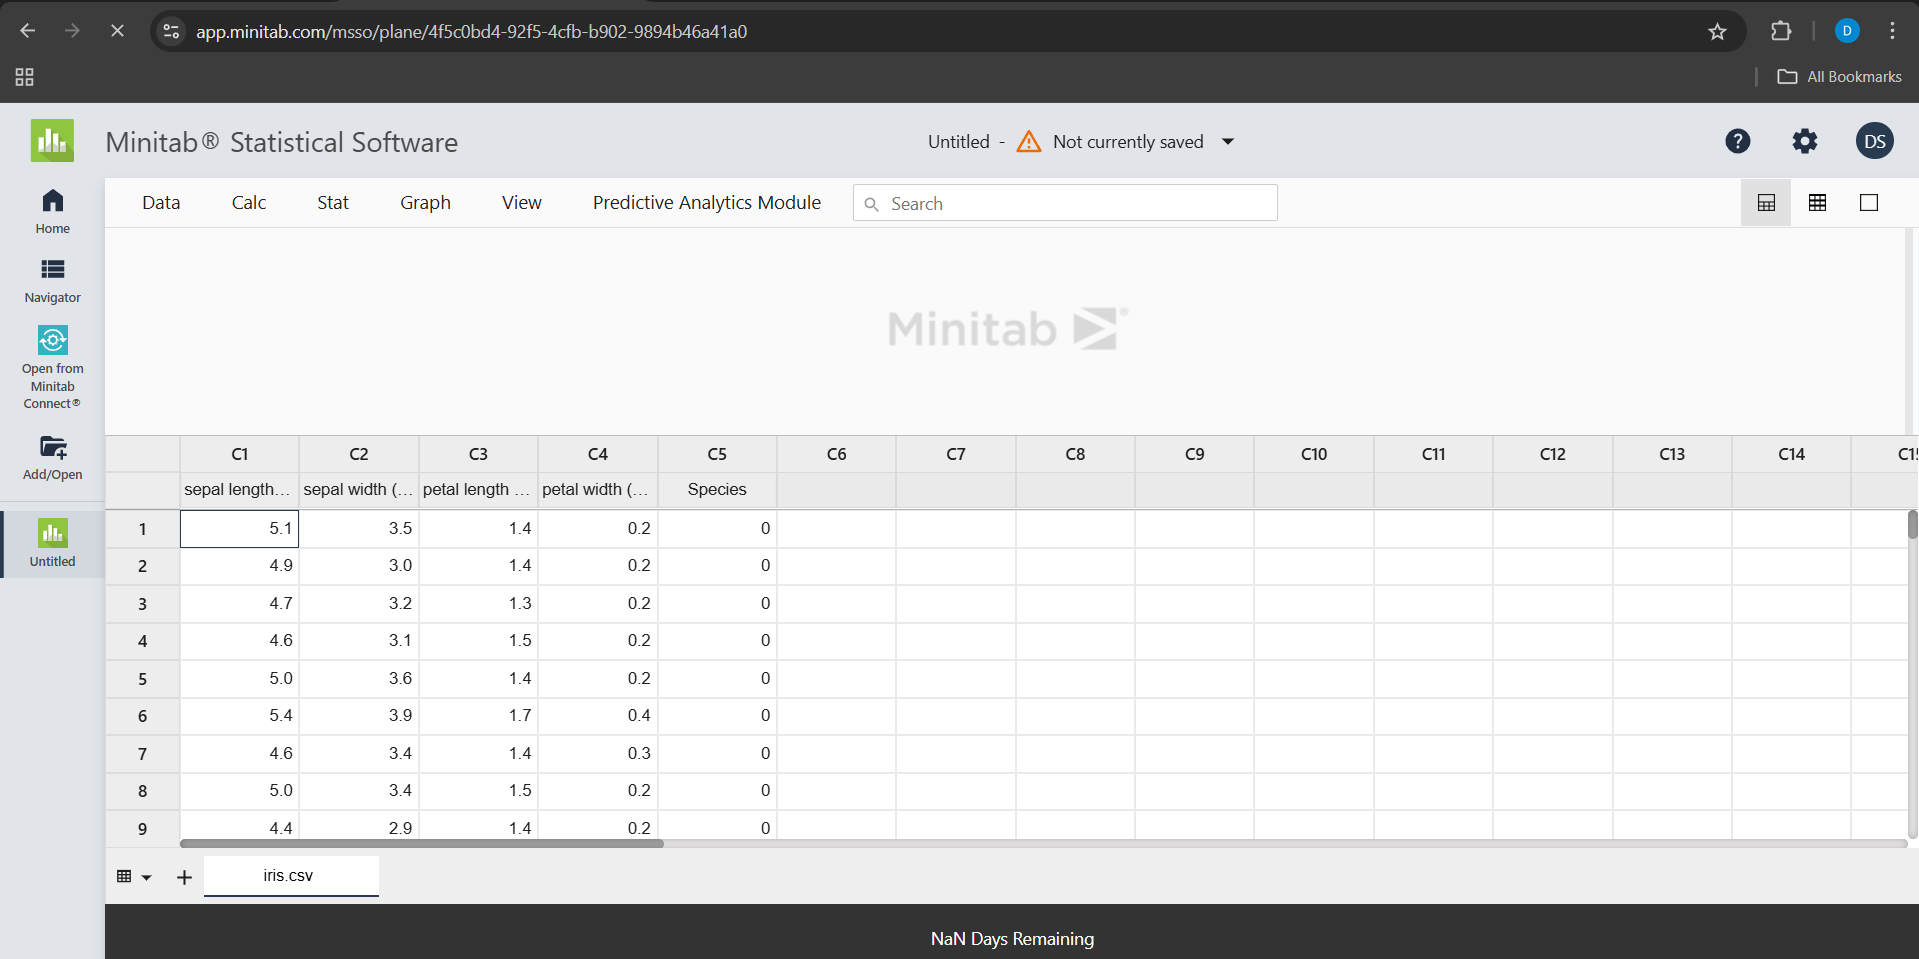 app.minitab.com/msso/plane/4f5c0bd4-92f5-4cfb-b902-9894b46a41a0
D
All Bookmarks
Minitab® Statistical Software
Untitled - Not currently saved
?
DS
Home
Navigator
Open from
Minitab
Connect®
Add/Open
Untitled
Data Calc Stat Graph View Predictive Analytics Module Search
Minitab ®
C1 C2 C3 C4 C5 C6 C7 C8 C9 C10 C11 C12 C13 C14
sepal length... sepal width (... petal length ... petal width (... Species
1 5.1 3.5 1.4 0.2 0
2 4.9 3.0 1.4 0.2 0
3 4.7 3.2 1.3 0.2 0
4 4.6 3.1 1.5 0.2 0
5 5.0 3.6 1.4 0.2 0
6 5.4 3.9 1.7 0.4 0
7 4.6 3.4 1.4 0.3 0
8 5.0 3.4 1.5 0.2 0
9 4.4 2.9 1.4 0.2 0
iris.csv
NaN Days Remaining